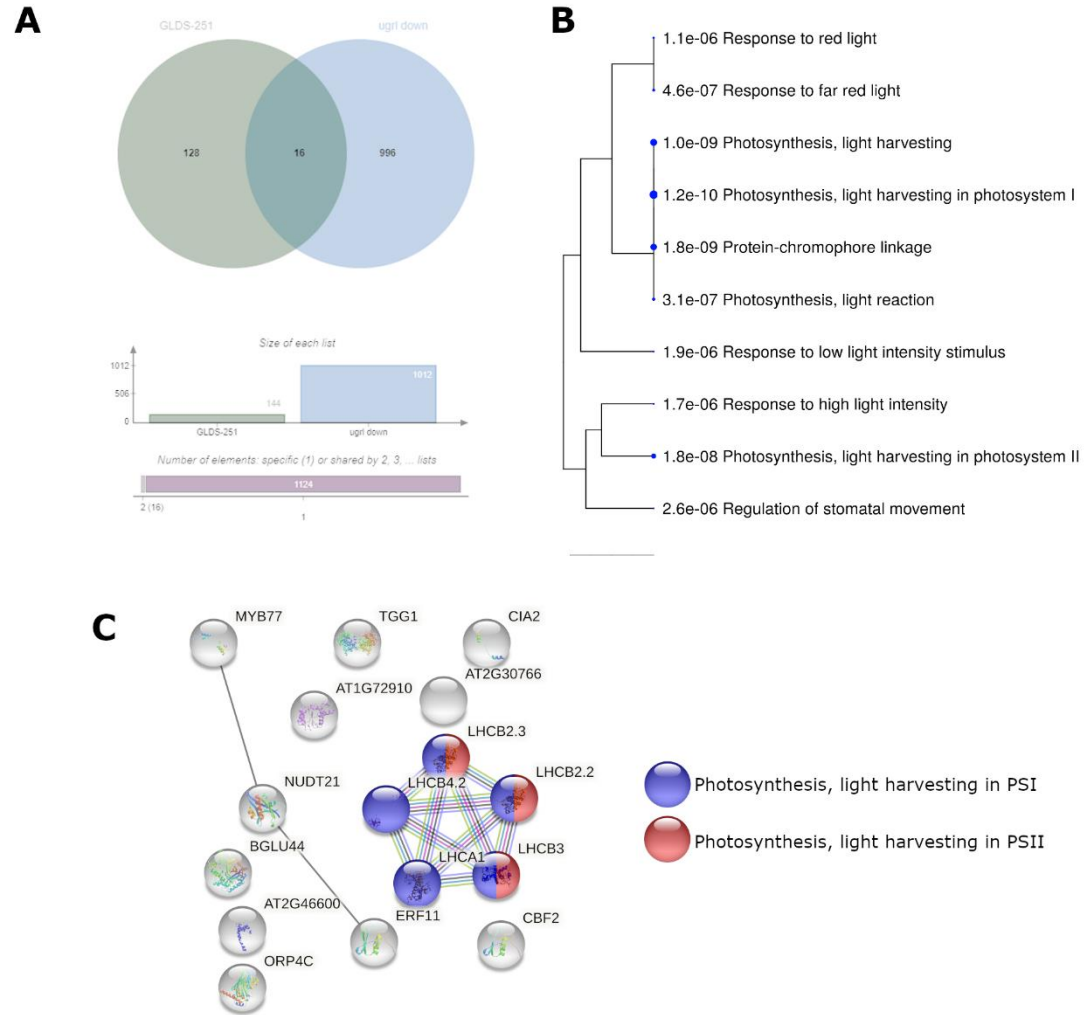 A
GLDS-251
ugri down
128
16
996
Size of each list
1012
506
0
144
1012
GLDS-251
ugri down
Number of elements: specific (1) or shared by 2, 3, ... lists
1124
2 (16)
1
B
1.1e-06 Response to red light
4.6e-07 Response to far red light
1.0e-09 Photosynthesis, light harvesting
1.2e-10 Photosynthesis, light harvesting in photosystem I
1.8e-09 Protein-chromophore linkage
3.1e-07 Photosynthesis, light reaction
1.9e-06 Response to low light intensity stimulus
1.7e-06 Response to high light intensity
1.8e-08 Photosynthesis, light harvesting in photosystem II
2.6e-06 Regulation of stomatal movement
C
MYB77
TGG1
CIA2
AT2G30766
AT1G72910
LHCB2.3
LHCB2.2
NUDT21
LHCB4.2
BGLU44
LHCA1
LHCB3
AT2G46600
ERF11
CBF2
ORP4C
Photosynthesis, light harvesting in PSI
Photosynthesis, light harvesting in PSII